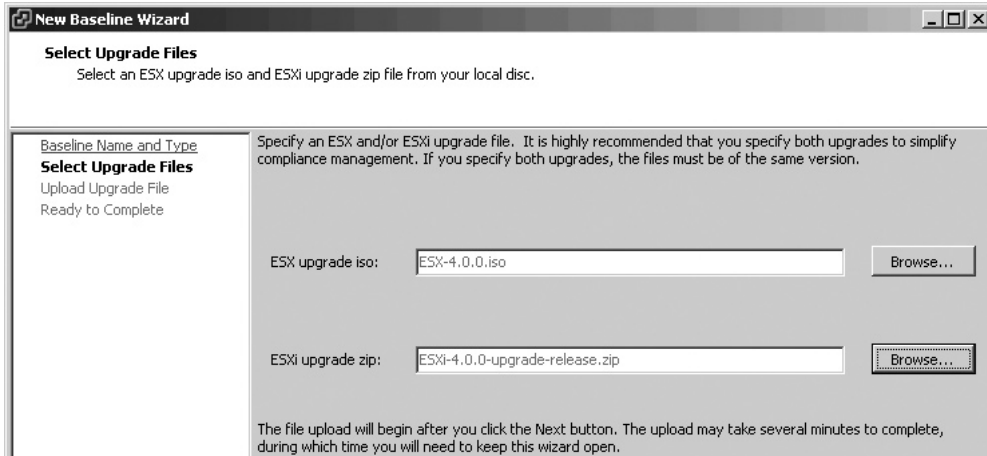 New Baseline Wizard
Select Upgrade Files
Select an ESX upgrade iso and ESXi upgrade zip file from your local disc.
Baseline Name and Type
Select Upgrade Files
Upload Upgrade File
Ready to Complete
Specify an ESX and/or ESXi upgrade file. It is highly recommended that you specify both upgrades to simplify
compliance management. If you specify both upgrades, the files must be of the same version.
ESX upgrade iso:
ESX-4.0.0.iso
Browse...
ESXi upgrade zip:
ESXi-4.0.0-upgrade-release.zip
Browse...
The file upload will begin after you click the Next button. The upload may take several minutes to complete,
during which time you will need to keep this wizard open.